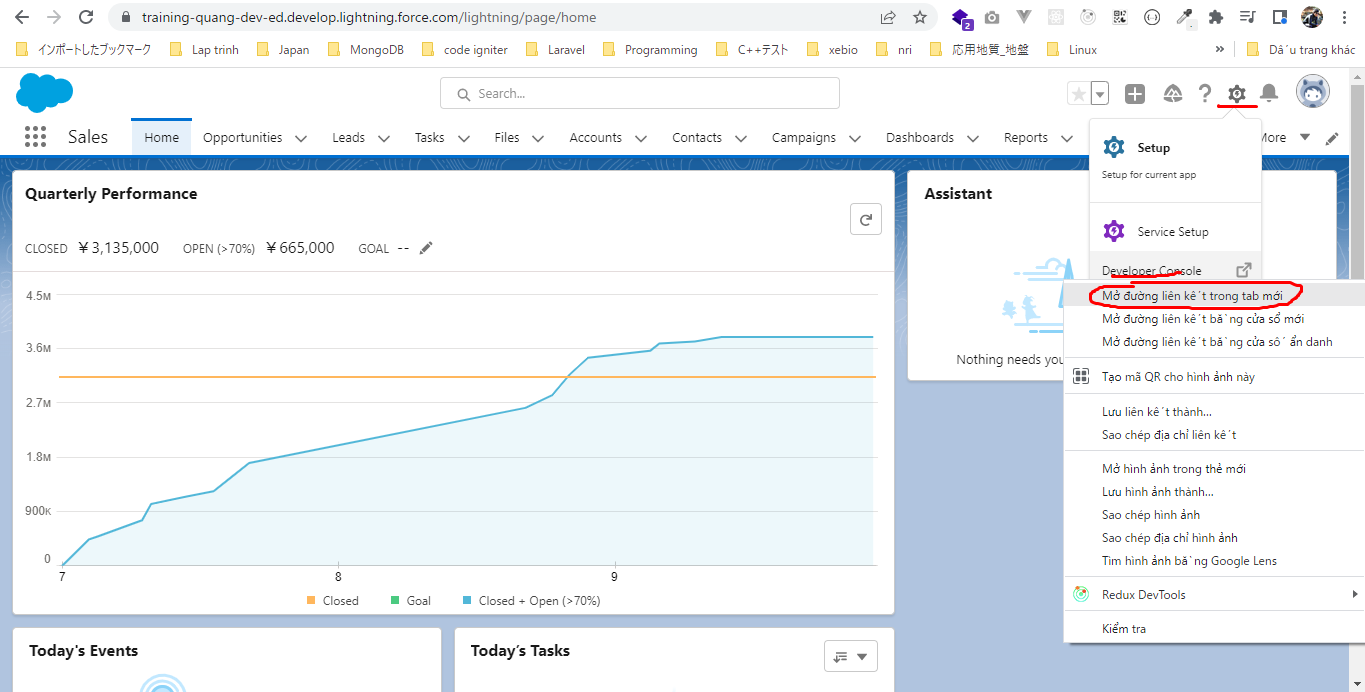 training-quang-dev-ed.develop.lightning.force.com/lightning/page/home
2
インポートしたブックマーク Lap trinh Japan MongoDB code igniter Laravel Programming C++テスト xebio nri 応用地質_地盤 Linux » Dấu trang khác
Search...
Sales Home Opportunities Leads Tasks Files Accounts Contacts Campaigns Dashboards Reports More
Setup
Setup for current app
Service Setup
Developer Console
Mở đường liên kết trong tab mới
Mở đường liên kết bằng cửa sổ mới
Mở đường liên kết bằng cửa sổ ẩn danh
Tạo mã QR cho hình ảnh này
Lưu liên kết thành...
Sao chép địa chỉ liên kết
Mở hình ảnh trong thẻ mới
Lưu hình ảnh thành...
Sao chép hình ảnh
Sao chép địa chỉ hình ảnh
Tìm hình ảnh bằng Google Lens
Redux DevTools
Kiểm tra
Quarterly Performance
CLOSED ¥3,135,000 OPEN (>70%) ¥665,000 GOAL --
4.5M
3.6M
2.7M
1.8M
900K
0
7 8 9
Closed Goal Closed + Open (>70%)
Assistant
Nothing needs you
Today's Events
Today's Tasks